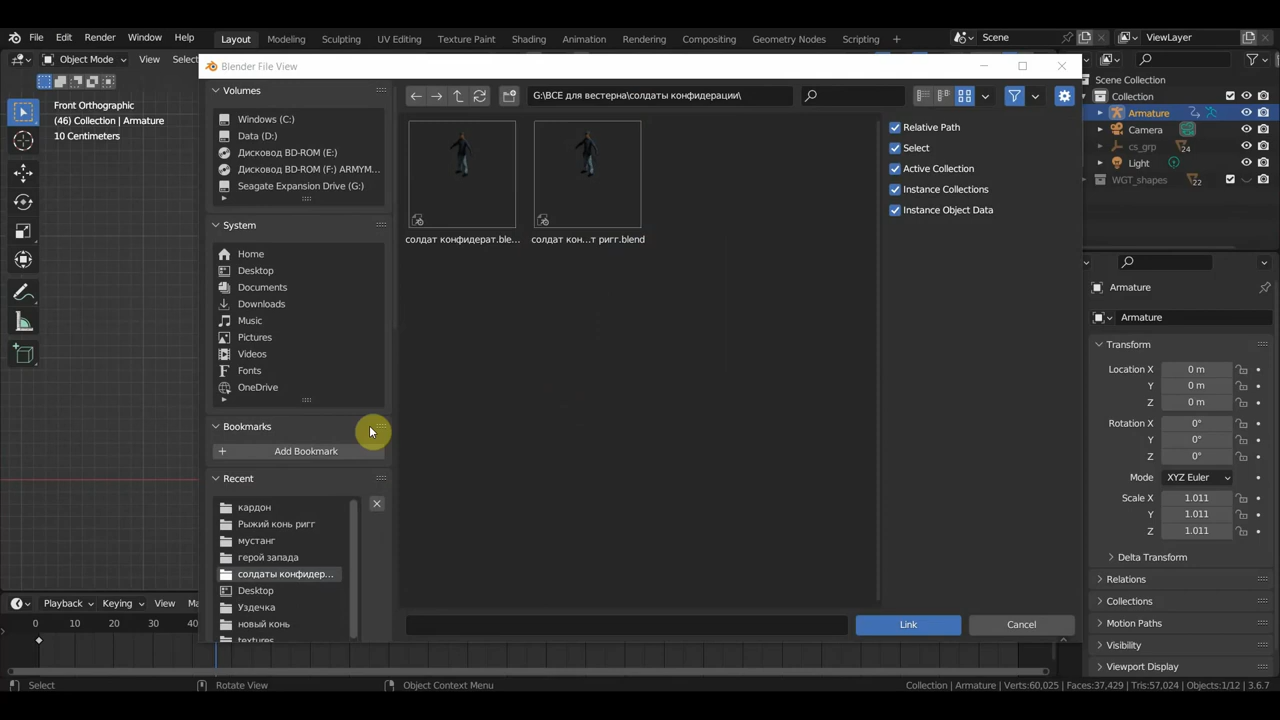 File Edit Render Window Help Layout Modeling Sculpting UV Editing Texture Paint Shading Animation Rendering Compositing Geometry Nodes Scripting + Scene ViewLayer
Object Mode View
Front Orthographic
(46) Collection | Armature
10 Centimeters
Blender File View
Volumes
Windows (C:)
Data (D:)
Дисковод BD-ROM (E:)
Дисковод BD-ROM (F:) ARMYM...
Seagate Expansion Drive (G:)
System
Home
Desktop
Documents
Downloads
Music
Pictures
Videos
Fonts
OneDrive
Bookmarks
Add Bookmark
Recent
кардон
Рыжий конь ригг
мустанг
герой запада
солдаты конфидер...
Desktop
Уздечка
новый конь
textures
G:\ВСЕ для вестерна\солдаты конфидерации\
солдат конфидерат.ble...
солдат кон...т ригг.blend
Relative Path
Select
Active Collection
Instance Collections
Instance Object Data
Link
Cancel
Scene Collection
Collection
Armature
Camera
cs_grp 24
Light
WGT_shapes 22
Armature
Armature
Transform
Location X 0 m
Y 0 m
Z 0 m
Rotation X 0°
Y 0°
Z 0°
Mode XYZ Euler
Scale X 1.011
Y 1.011
Z 1.011
Delta Transform
Relations
Collections
Motion Paths
Visibility
Viewport Display
Playback Keying View
0 10 20 30 40 50
Select Rotate View Object Context Menu
Collection | Armature | Verts:60,025 | Faces:37,429 | Tris:57,024 | Objects:1/12 | 3.6.7